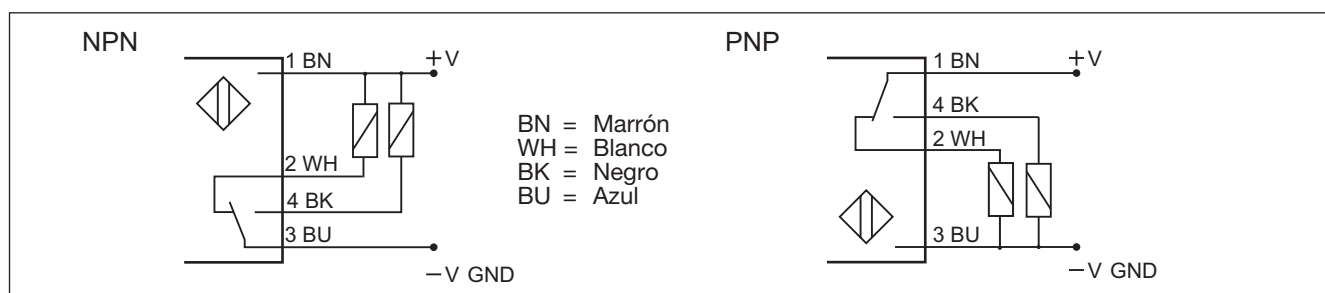 NPN
1 BN
+V
2 WH
4 BK
3 BU
−V GND
BN = Marrón
WH = Blanco
BK = Negro
BU = Azul
PNP
1 BN
+V
4 BK
2 WH
3 BU
−V GND